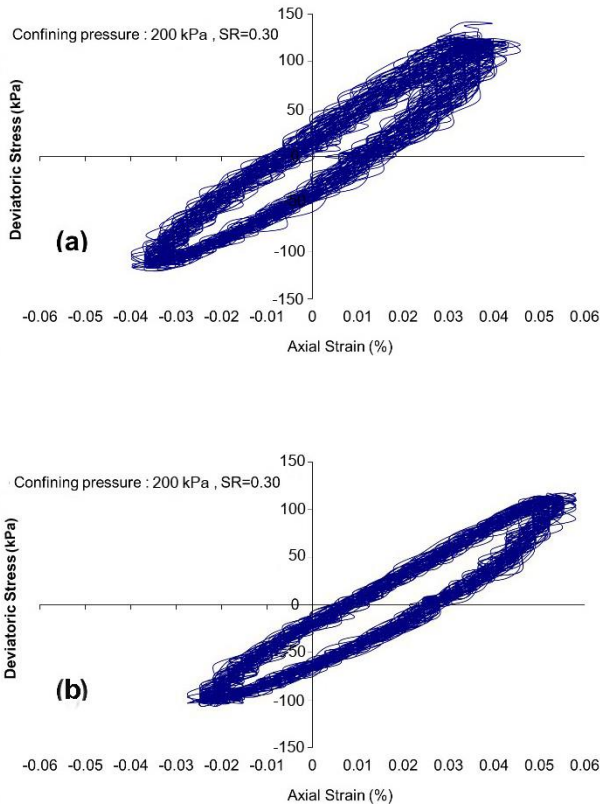 150
Confining pressure : 200 kPa , SR=0.30
100
50
0
-50
-100
-150
Deviatoric Stress (kPa)
(a)
-0.06 -0.05 -0.04 -0.03 -0.02 -0.01 0 0.01 0.02 0.03 0.04 0.05 0.06
Axial Strain (%)
150
Confining pressure : 200 kPa , SR=0.30
100
50
0
-50
-100
-150
Deviatoric Stress (kPa)
(b)
-0.06 -0.05 -0.04 -0.03 -0.02 -0.01 0 0.01 0.02 0.03 0.04 0.05 0.06
Axial Strain (%)